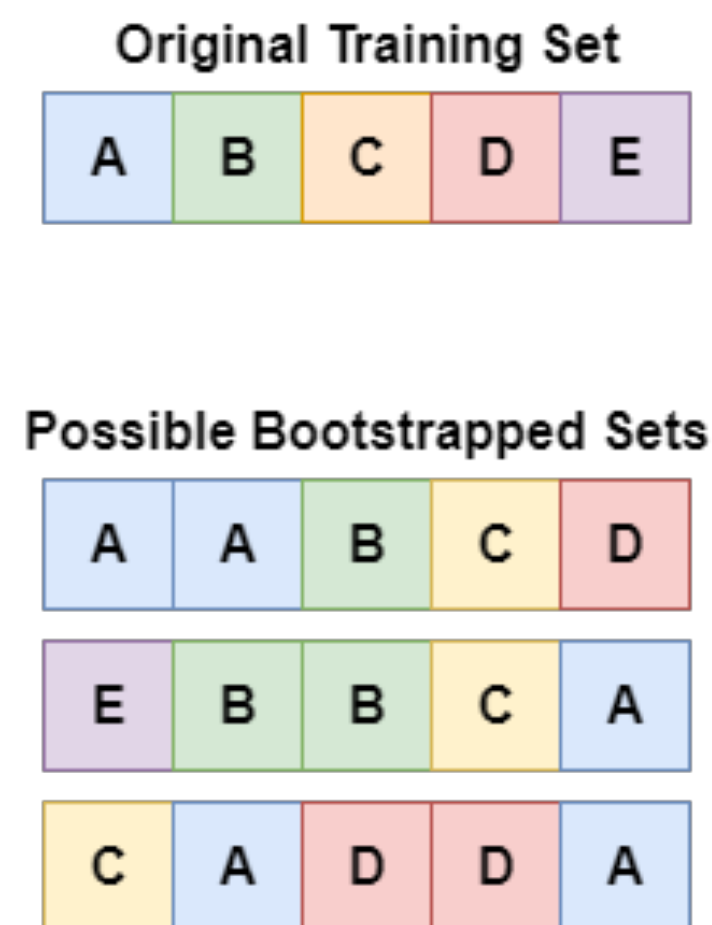 Original Training Set
A B C D E
Possible Bootstrapped Sets
A A B C D
E B B C A
C A D D A